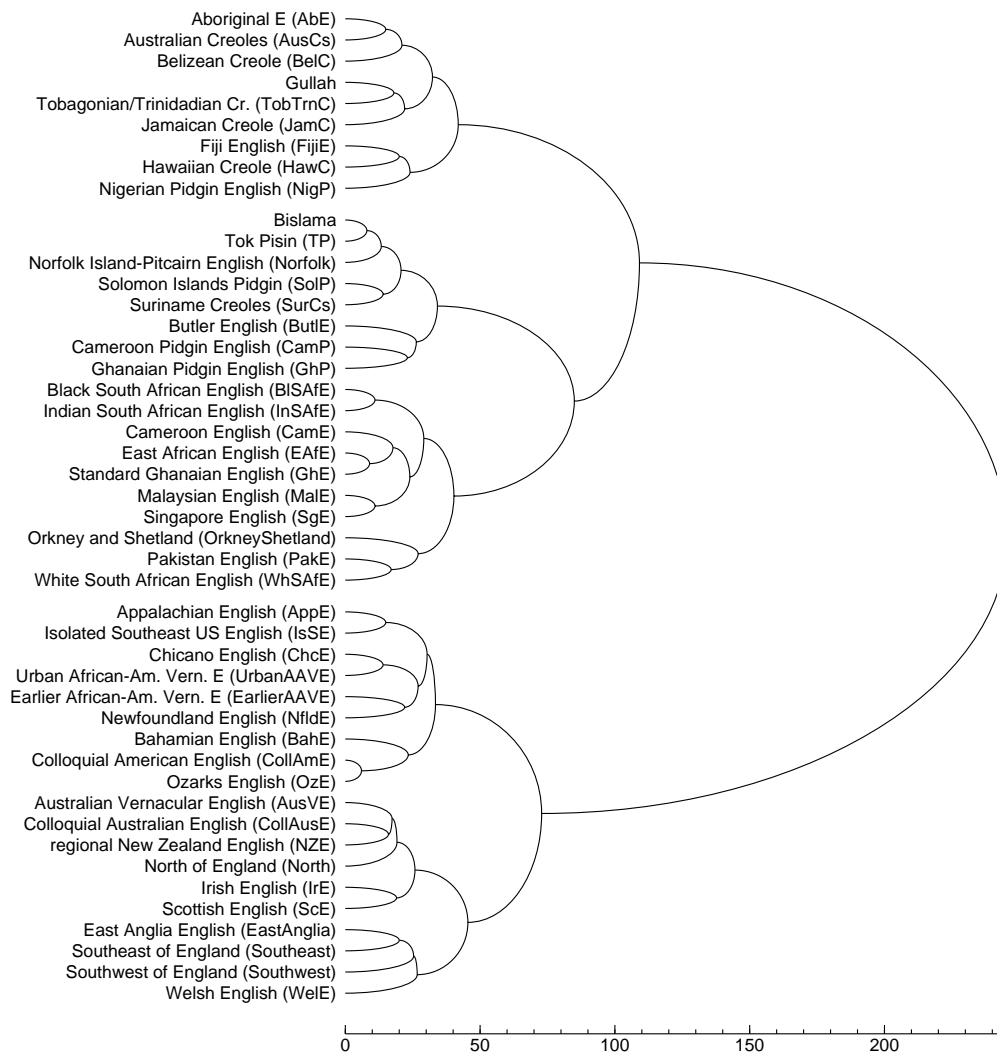 Aboriginal E (AbE)
Australian Creoles (AusCs)
Belizean Creole (BelC)
Gullah
Tobagonian/Trinidadian Cr. (TobTrnC)
Jamaican Creole (JamC)
Fiji English (FijiE)
Hawaiian Creole (HawC)
Nigerian Pidgin English (NigP)
Bislama
Tok Pisin (TP)
Norfolk Island-Pitcairn English (Norfolk)
Solomon Islands Pidgin (SolP)
Suriname Creoles (SurCs)
Butler English (ButlE)
Cameroon Pidgin English (CamP)
Ghanaian Pidgin English (GhP)
Black South African English (BlSAfE)
Indian South African English (InSAfE)
Cameroon English (CamE)
East African English (EAfE)
Standard Ghanaian English (GhE)
Malaysian English (MalE)
Singapore English (SgE)
Orkney and Shetland (OrkneyShetland)
Pakistan English (PakE)
White South African English (WhSAfE)
Appalachian English (AppE)
Isolated Southeast US English (IsSE)
Chicano English (ChcE)
Urban African-Am. Vern. E (UrbanAAVE)
Earlier African-Am. Vern. E (EarlierAAVE)
Newfoundland English (NfldE)
Bahamian English (BahE)
Colloquial American English (CollAmE)
Ozarks English (OzE)
Australian Vernacular English (AusVE)
Colloquial Australian English (CollAusE)
regional New Zealand English (NZE)
North of England (North)
Irish English (IrE)
Scottish English (ScE)
East Anglia English (EastAnglia)
Southeast of England (Southeast)
Southwest of England (Southwest)
Welsh English (WelE)
0 50 100 150 200